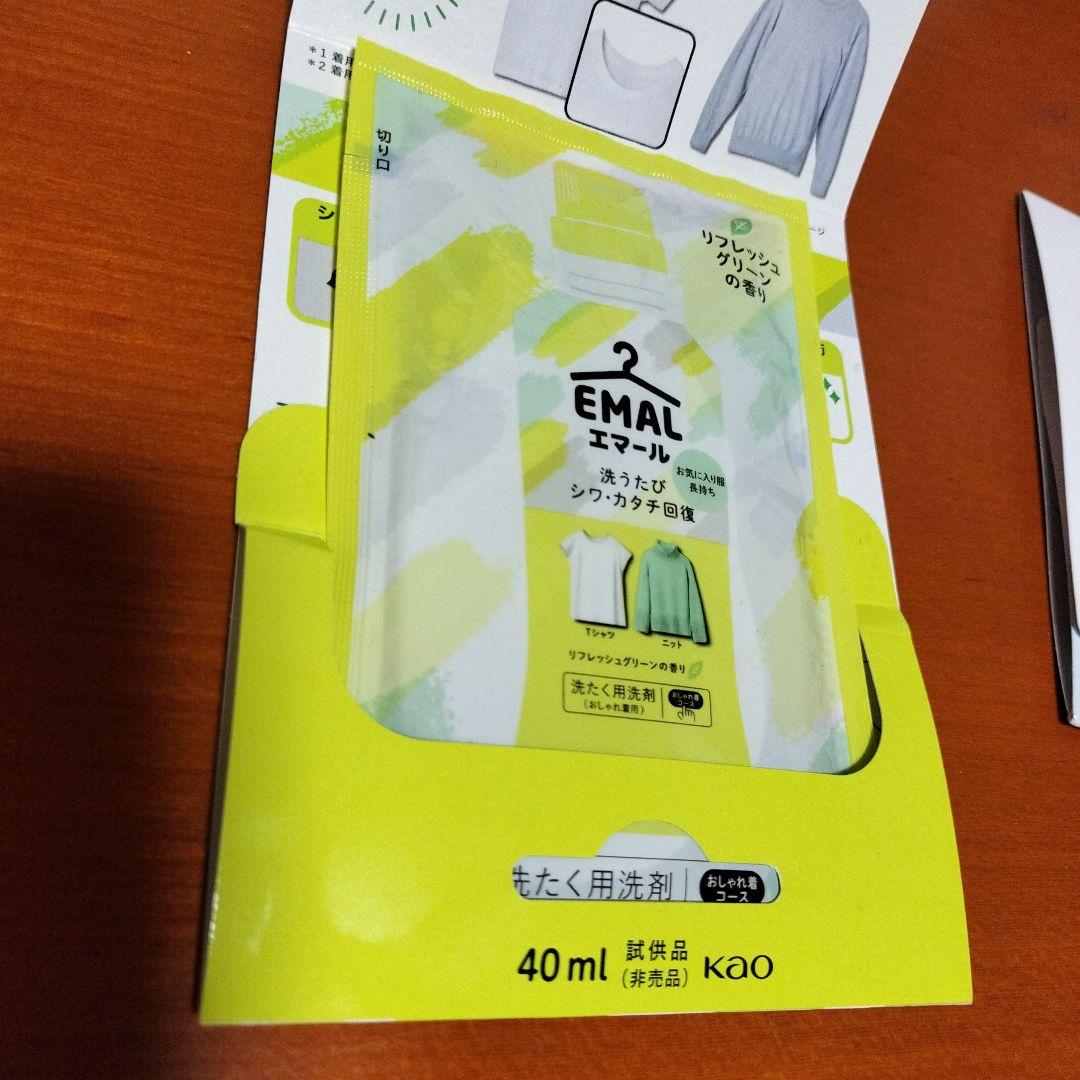 *1 着用
*2 着用
シ
切り口
リフレッシュ
グリーン
の香り
EMAL
エマール
洗うたび
シワ・カタチ回復
お気に入り服
長持ち
Tシャツ
ニット
リフレッシュグリーンの香り
洗たく用洗剤
(おしゃれ着用)
おしゃれ着
コース
洗たく用洗剤
おしゃれ着
コース
40ml
試供品
(非売品)
Kao